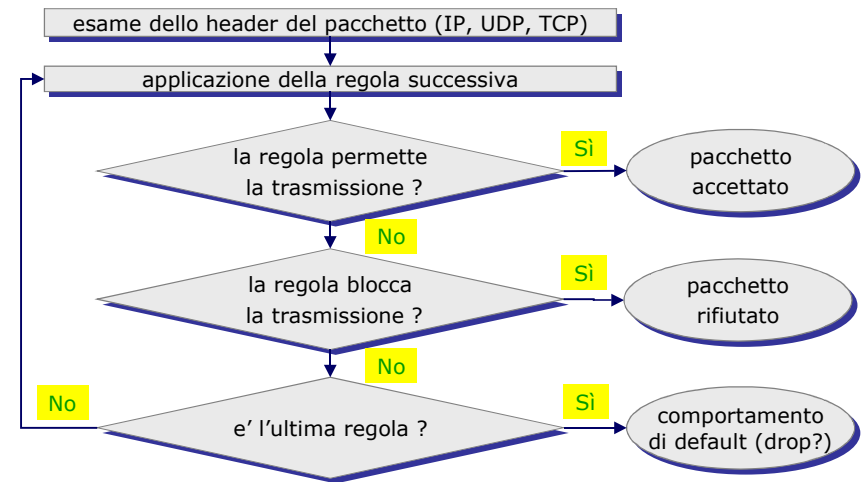 esame dello header del pacchetto (IP, UDP, TCP)
applicazione della regola successiva
la regola permette
la trasmissione ?
Sì
pacchetto
accettato
No
la regola blocca
la trasmissione ?
Sì
pacchetto
rifiutato
No
No
e' l'ultima regola ?
Sì
comportamento
di default (drop?)